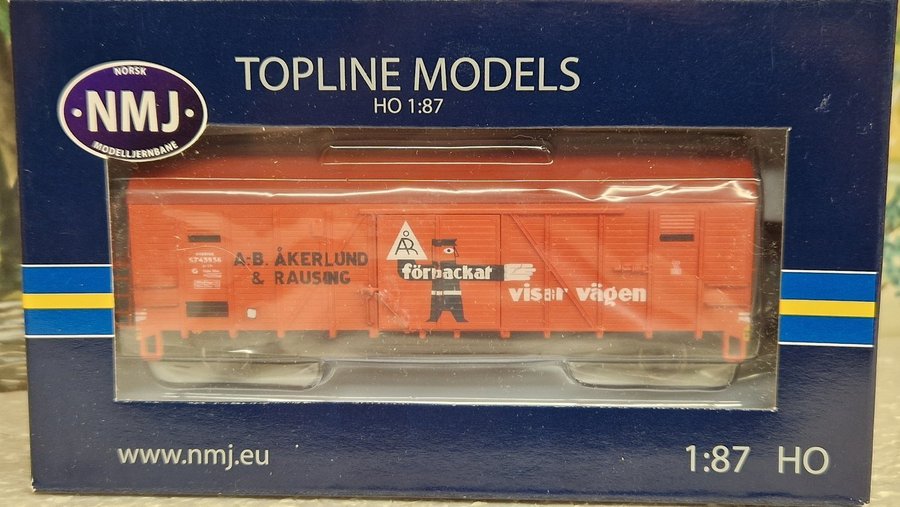 NORSK
NMJ
MODELLJERNBANE
TOPLINE MODELS
HO 1:87
A-B. ÅKERLUND
& RAUSING
G
ÅR
förpackat
visar vägen
www.nmj.eu
1:87 HO